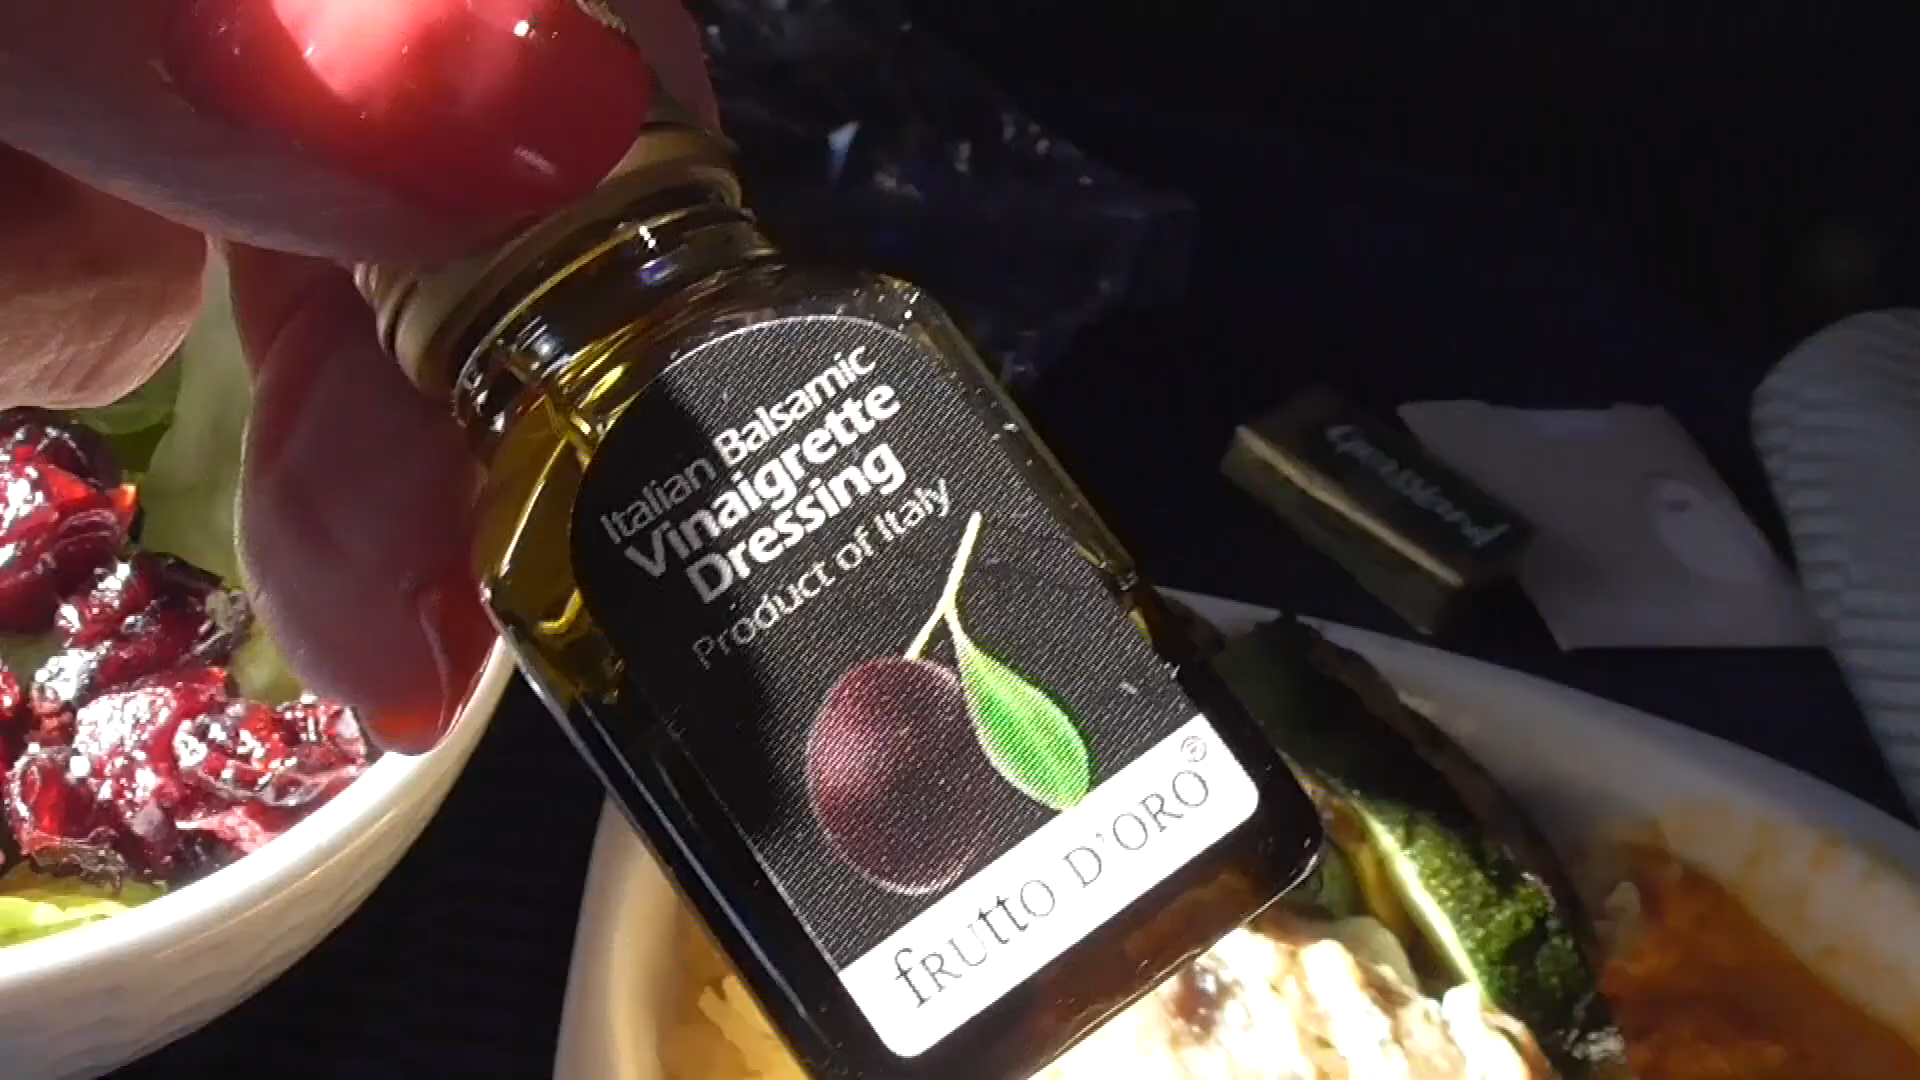 Italian Balsamic
Vinaigrette
Dressing
Product of Italy
fRUtto D'ORO®